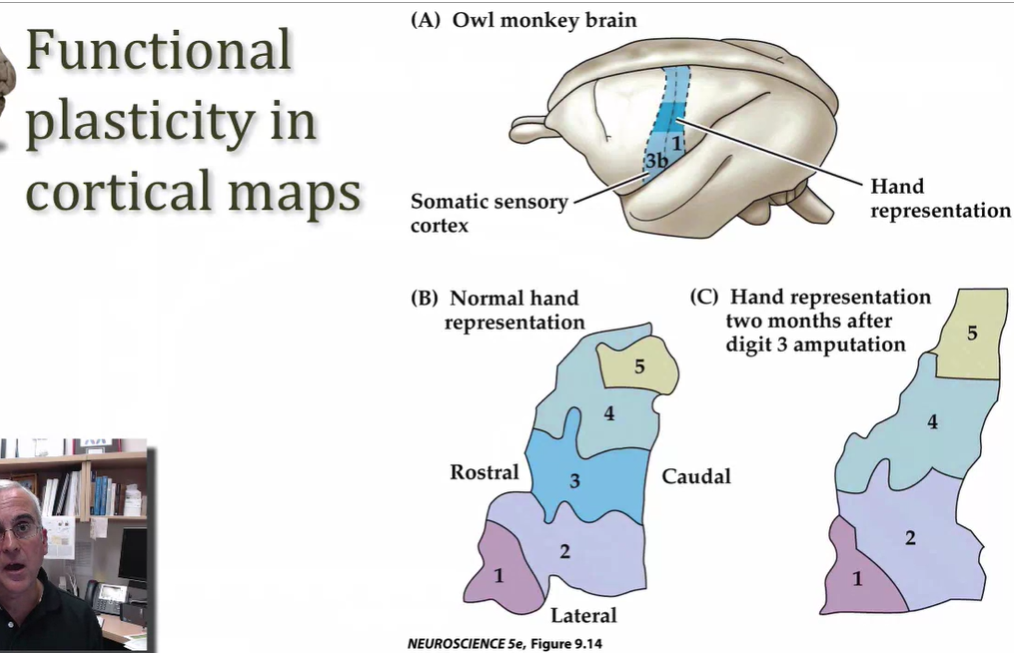 Functional
plasticity in
cortical maps
(A) Owl monkey brain
1
3b
Somatic sensory
cortex
Hand
representation
(B) Normal hand
representation
5
4
Rostral
3
Caudal
2
1
Lateral
(C) Hand representation
two months after
digit 3 amputation
5
4
2
1
NEUROSCIENCE 5e, Figure 9.14